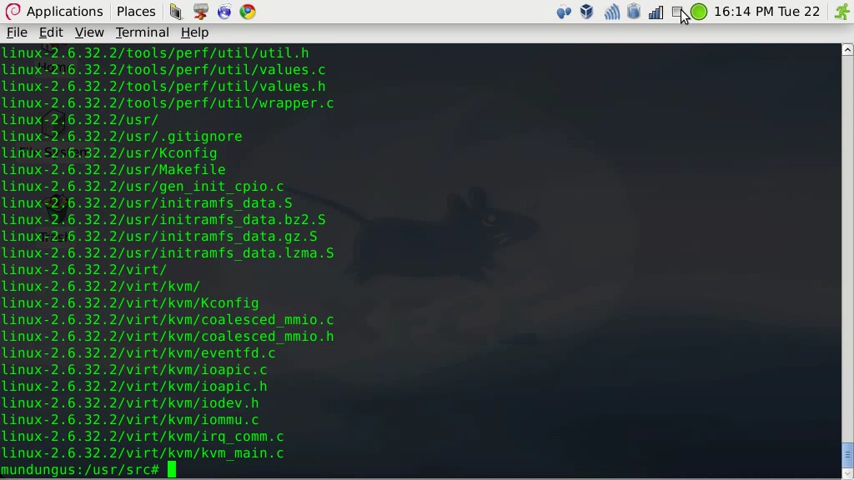 Applications Places 16:14 PM Tue 22
File Edit View Terminal Help
linux-2.6.32.2/tools/perf/util/util.h
linux-2.6.32.2/tools/perf/util/values.c
linux-2.6.32.2/tools/perf/util/values.h
linux-2.6.32.2/tools/perf/util/wrapper.c
linux-2.6.32.2/usr/
linux-2.6.32.2/usr/.gitignore
linux-2.6.32.2/usr/Kconfig
linux-2.6.32.2/usr/Makefile
linux-2.6.32.2/usr/gen_init_cpio.c
linux-2.6.32.2/usr/initramfs_data.S
linux-2.6.32.2/usr/initramfs_data.bz2.S
linux-2.6.32.2/usr/initramfs_data.gz.S
linux-2.6.32.2/usr/initramfs_data.lzma.S
linux-2.6.32.2/virt/
linux-2.6.32.2/virt/kvm/
linux-2.6.32.2/virt/kvm/Kconfig
linux-2.6.32.2/virt/kvm/coalesced_mmio.c
linux-2.6.32.2/virt/kvm/coalesced_mmio.h
linux-2.6.32.2/virt/kvm/eventfd.c
linux-2.6.32.2/virt/kvm/ioapic.c
linux-2.6.32.2/virt/kvm/ioapic.h
linux-2.6.32.2/virt/kvm/iodev.h
linux-2.6.32.2/virt/kvm/iommu.c
linux-2.6.32.2/virt/kvm/irq_comm.c
linux-2.6.32.2/virt/kvm/kvm_main.c
mundungus:/usr/src#